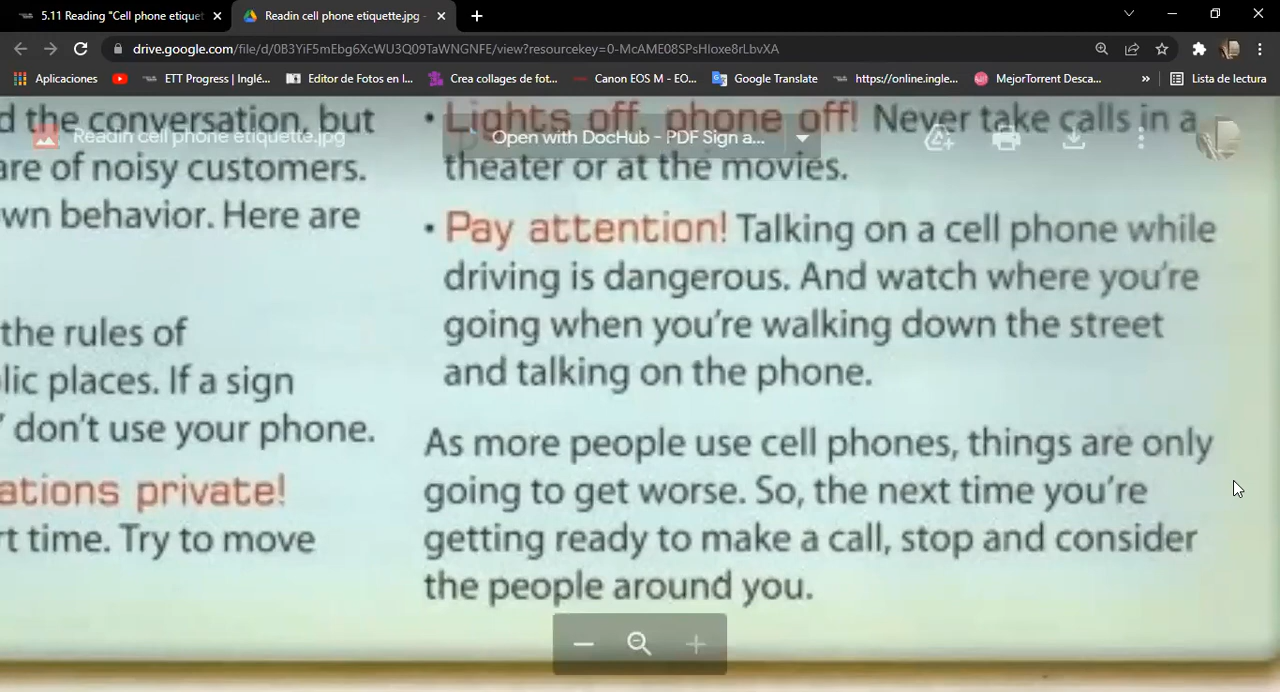 5.11 Reading "Cell phone etiquet
Readin cell phone etiquette.jpg -
drive.google.com/file/d/0B3YiF5mEbg6XcWU3Q09TaWNGNFE/view?resourcekey=0-McAME08SPsHIoxe8rLbvXA
Aplicaciones
ETT Progress | Inglé...
Editor de Fotos en l...
Crea collages de fot...
Canon EOS M - EO...
Google Translate
https://online.ingle...
MejorTorrent Desca...
»
Lista de lectura
Readin cell phone etiquette.jpg
Open with DocHub - PDF Sign a...
d the conversation, but
are of noisy customers.
wn behavior. Here are
the rules of
lic places. If a sign
" don't use your phone.
ations private!
rt time. Try to move
• Lights off, phone off! Never take calls in a
theater or at the movies.
• Pay attention! Talking on a cell phone while
driving is dangerous. And watch where you're
going when you're walking down the street
and talking on the phone.
As more people use cell phones, things are only
going to get worse. So, the next time you're
getting ready to make a call, stop and consider
the people around you.